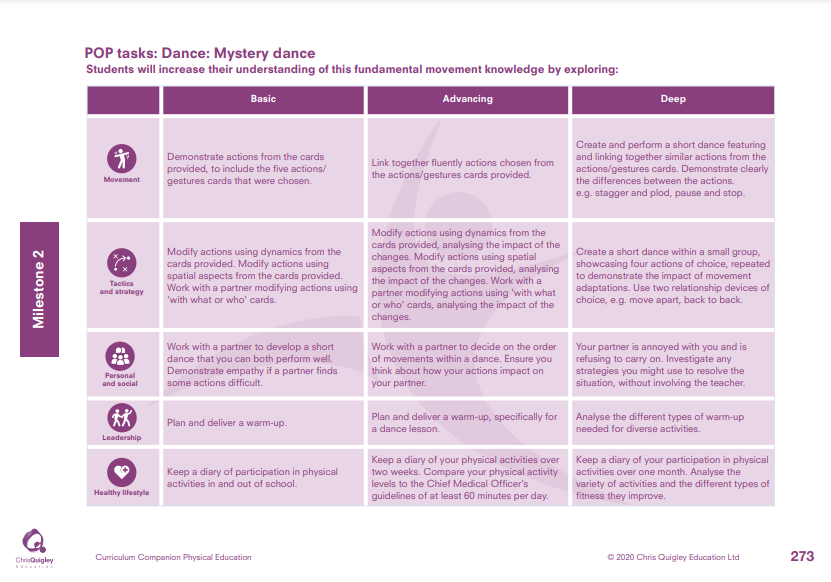 POP tasks: Dance: Mystery dance
Students will increase their understanding of this fundamental movement knowledge by exploring:
Basic
Advancing
Deep
Milestone 2
Movement
Demonstrate actions from the cards
provided, to include the five actions/
gestures cards that were chosen.
Link together fluently actions chosen from
the actions/gestures cards provided.
Create and perform a short dance featuring
and linking together similar actions from the
actions/gestures cards. Demonstrate clearly
the differences between the actions.
e.g. stagger and plod, pause and stop.
Tactics
and strategy
Modify actions using dynamics from the
cards provided. Modify actions using
spatial aspects from the cards provided.
Work with a partner modifying actions using
'with what or who' cards.
Modify actions using dynamics from the
cards provided, analysing the impact of the
changes. Modify actions using spatial
aspects from the cards provided, analysing
the impact of the changes. Work with a
partner modifying actions using 'with what
or who' cards, analysing the impact of the
changes.
Create a short dance within a small group,
showcasing four actions of choice, repeated
to demonstrate the impact of movement
adaptations. Use two relationship devices of
choice, e.g. move apart, back to back.
Personal
and social
Work with a partner to develop a short
dance that you can both perform well.
Demonstrate empathy if a partner finds
some actions difficult.
Work with a partner to decide on the order
of movements within a dance. Ensure you
think about how your actions impact on
your partner.
Your partner is annoyed with you and is
refusing to carry on. Investigate any
strategies you might use to resolve the
situation, without involving the teacher.
Leadership
Plan and deliver a warm-up.
Plan and deliver a warm-up, specifically for
a dance lesson.
Analyse the different types of warm-up
needed for diverse activities.
Healthy lifestyle
Keep a diary of participation in physical
activities in and out of school.
Keep a diary of your physical activities over
two weeks. Compare your physical activity
levels to the Chief Medical Officer's
guidelines of at least 60 minutes per day.
Keep a diary of your participation in physical
activities over one month. Analyse the
variety of activities and the different types of
fitness they improve.
ChrisQuigley
Education
Curriculum Companion Physical Education
© 2020 Chris Quigley Education Ltd
273